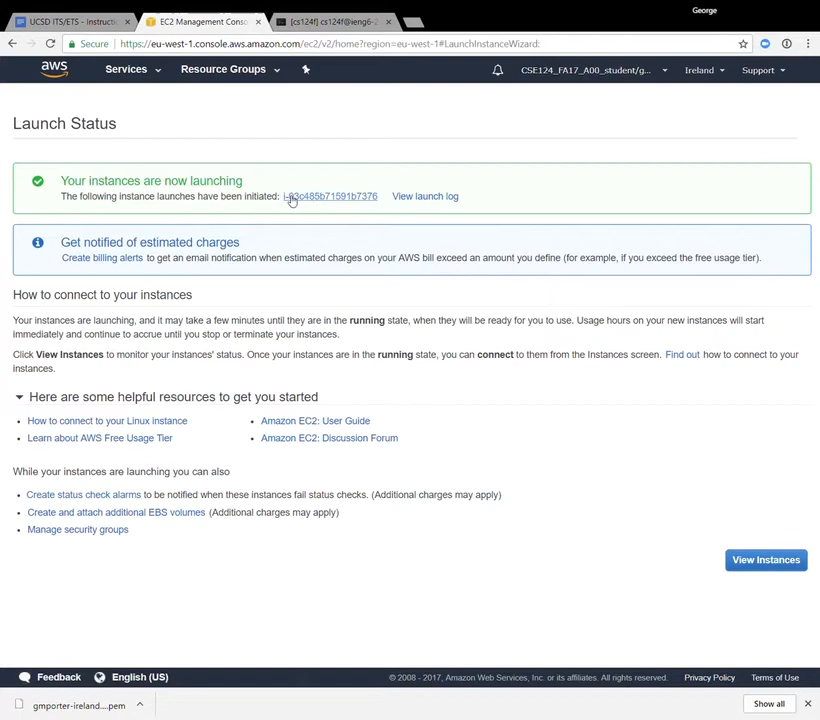 George
UCSD ITS/ETS - Instructi
EC2 Management Conso
[cs124f] cs124f@ieng6-2
Secure
https://eu-west-1.console.aws.amazon.com/ec2/v2/home?region=eu-west-1#LaunchInstanceWizard:
aws
Services
Resource Groups
CSE124_FA17_A00_student/g...
Ireland
Support
Launch Status
Your instances are now launching
The following instance launches have been initiated: i-03c485b71591b7376 View launch log
Get notified of estimated charges
Create billing alerts to get an email notification when estimated charges on your AWS bill exceed an amount you define (for example, if you exceed the free usage tier).
How to connect to your instances
Your instances are launching, and it may take a few minutes until they are in the running state, when they will be ready for you to use. Usage hours on your new instances will start
immediately and continue to accrue until you stop or terminate your instances.
Click View Instances to monitor your instances' status. Once your instances are in the running state, you can connect to them from the Instances screen. Find out how to connect to your
instances.
Here are some helpful resources to get you started
• How to connect to your Linux instance
• Amazon EC2: User Guide
• Learn about AWS Free Usage Tier
• Amazon EC2: Discussion Forum
While your instances are launching you can also
• Create status check alarms to be notified when these instances fail status checks. (Additional charges may apply)
• Create and attach additional EBS volumes (Additional charges may apply)
• Manage security groups
View Instances
Feedback
English (US)
© 2008 - 2017, Amazon Web Services, Inc. or its affiliates. All rights reserved.
Privacy Policy
Terms of Use
gmporter-ireland....pem
Show all